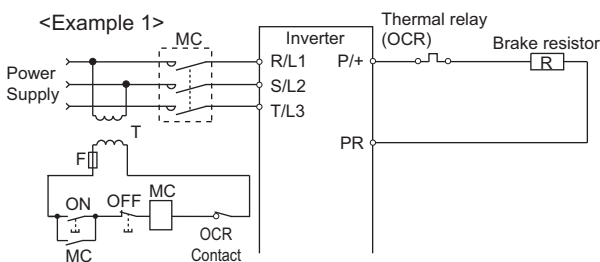 <Example 1>
MC
Power
Supply
Inverter
R/L1
S/L2
T/L3
P/+
PR
Thermal relay
(OCR)
Brake resistor
R
T
F
ON
OFF
MC
MC
OCR
Contact